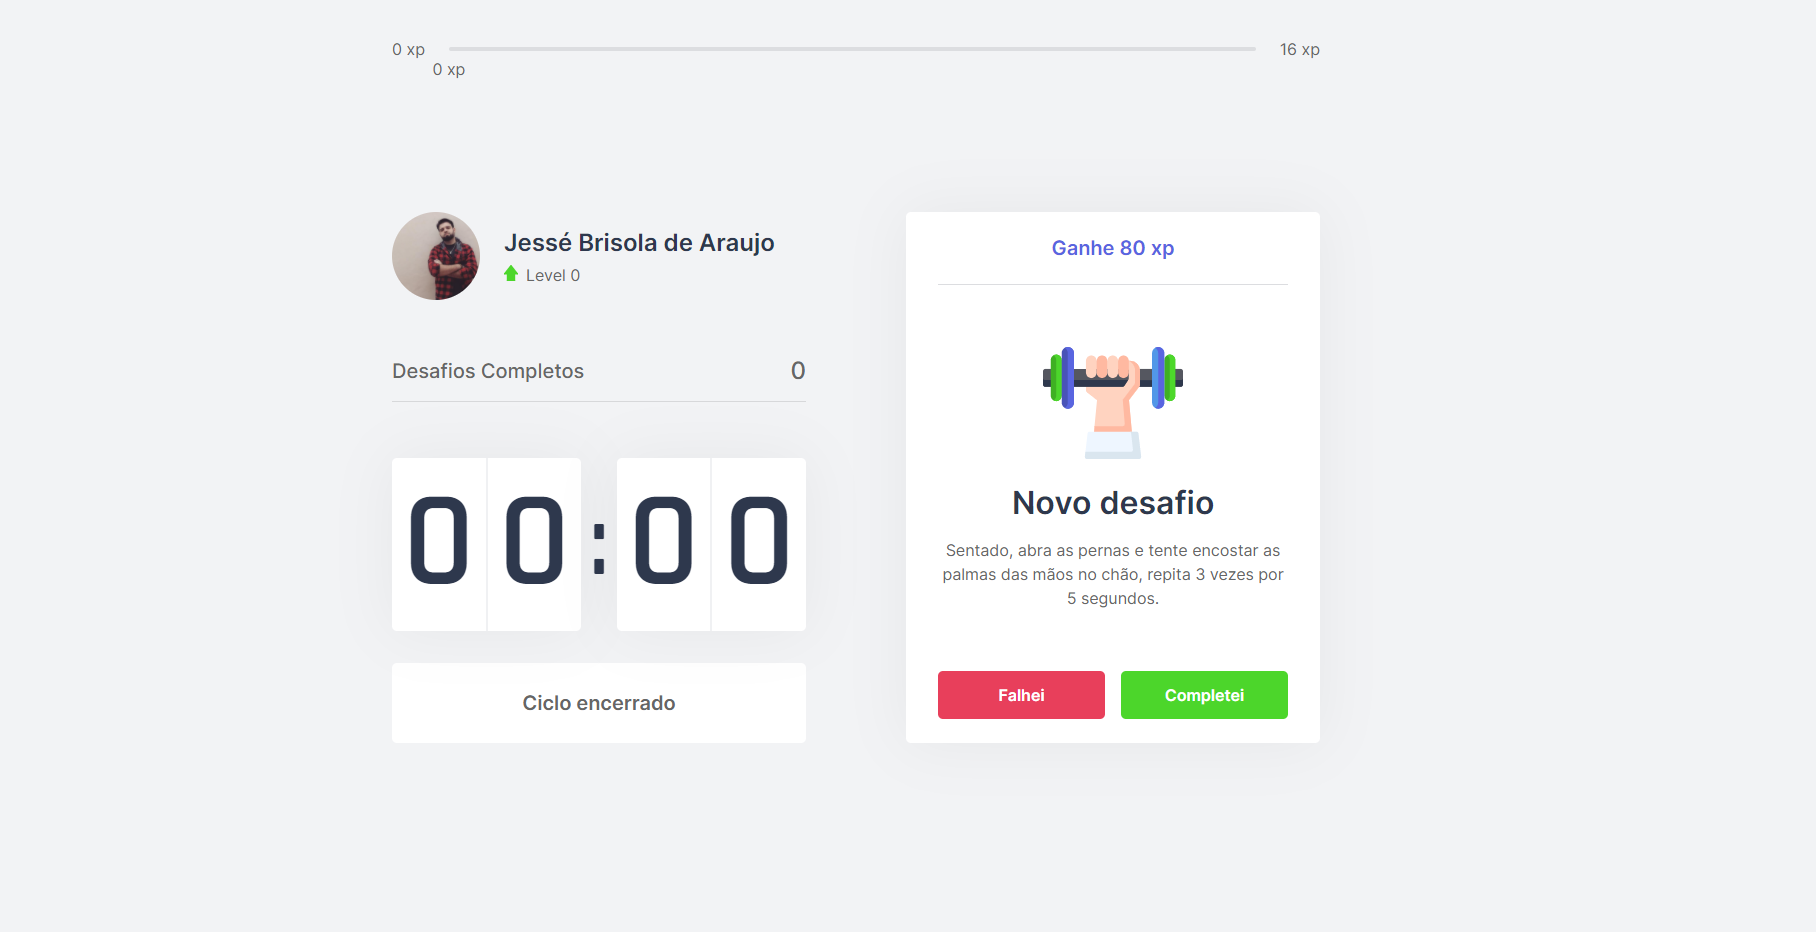 0 xp
16 xp
0 xp
Jessé Brisola de Araujo
Level 0
Desafios Completos
0
00:00
Ciclo encerrado
Ganhe 80 xp
Novo desafio
Sentado, abra as pernas e tente encostar as
palmas das mãos no chão, repita 3 vezes por
5 segundos.
Falhei
Completei